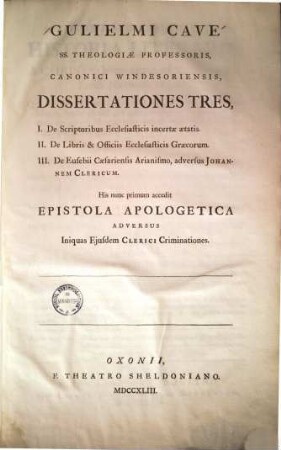 GULIELMI CAVE
SS. THEOLOGIÆ PROFESSORIS,
CANONICI WINDESORIENSIS,
DISSERTATIONES TRES,
I. De Scriptoribus Ecclesiasticis incertæ ætatis.
II. De Libris & Officiis Ecclesiasticis Græcorum.
III. De Eusebii Cæsariensis Arianismo, adversus JOHAN-
NEM CLERICUM.
His nunc primum accedit
EPISTOLA APOLOGETICA
ADVERSUS
Iniquas Ejusdem CLERICI Criminationes.
OXONII,
E THEATRO SHELDONIANO.
MDCCXLIII.